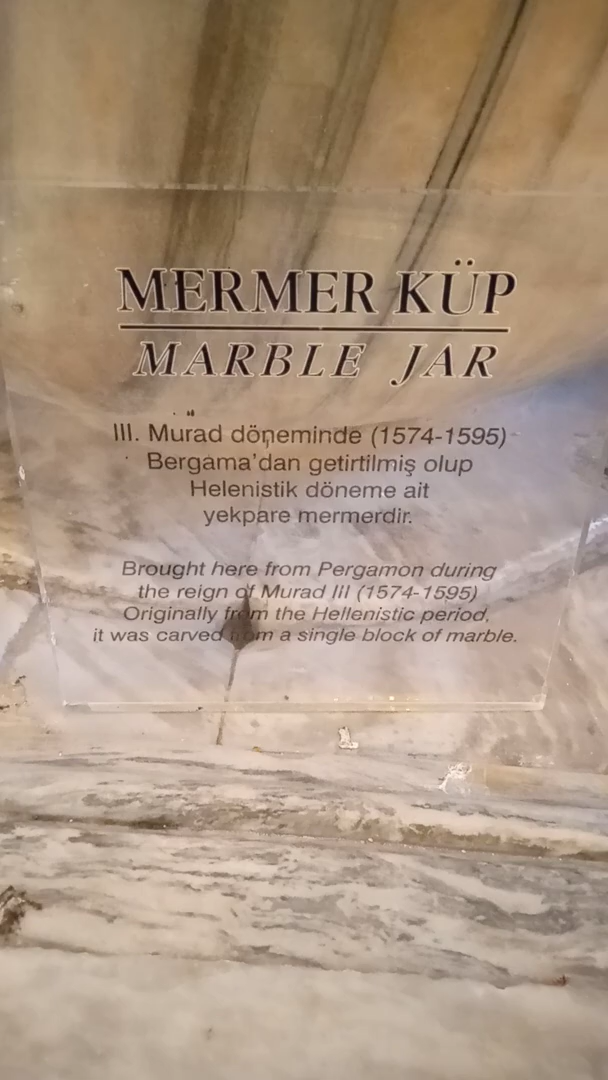 MERMER KÜP
MARBLE JAR
III. Murad döneminde (1574-1595)
Bergama'dan getirtilmiş olup
Helenistik döneme ait
yekpare mermerdir.
Brought here from Pergamon during
the reign of Murad III (1574-1595)
Originally from the Hellenistic period,
it was carved from a single block of marble.